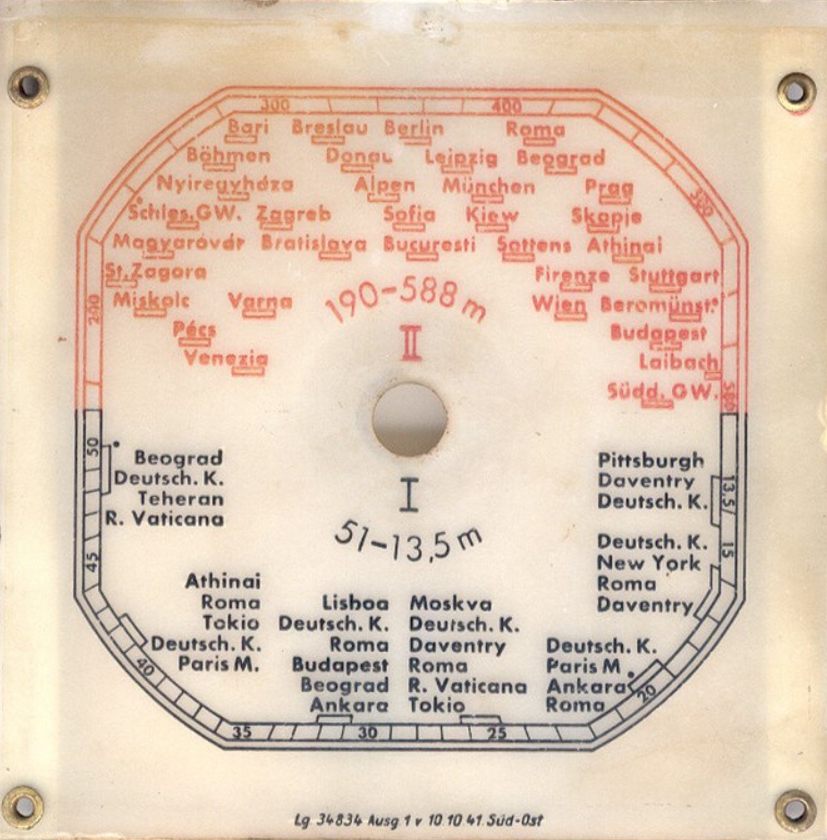 300 400
Bari Breslau Berlin Roma
Böhmen Donau Leipzig Beograd
Nyiregyháza Alpen München Prag
500
Schles.GW. Zagreb Sofia Kiew Skopje
Magyaróvár Bratislava Bucuresti Sottens Athinai
St.Zagora Firenze Stuttgart
200 Miskolc Varna 190-588 m Wien Beromünst.
Pécs II Budapest
Venezia Laibach
Südd. GW. 580
50 Beograd Pittsburgh
Deutsch. K. Daventry
Teheran I Deutsch. K. 13,5
R. Vaticana
51-13,5 m
45 Deutsch. K. 15
New York
Athinai Roma
Roma Lisboa Moskva Daventry
Tokio Deutsch. K. Deutsch. K.
Deutsch. K. Roma Daventry Deutsch. K.
40 Paris M. Budapest Roma Paris M
Beograd R. Vaticana Ankara 20
Ankara Tokio Roma
35 30 25
Lg 34834 Ausg 1 v 10 10 41. Süd-Ost